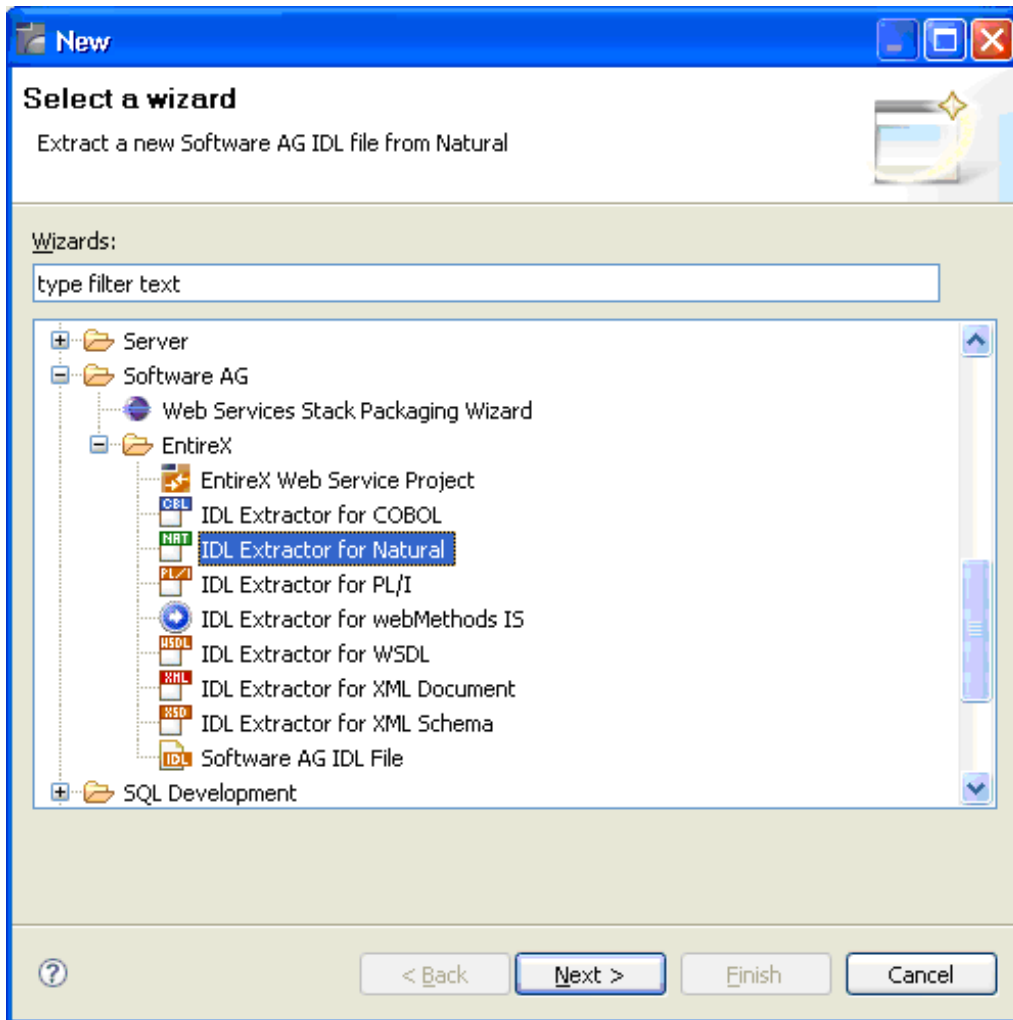 New
Select a wizard
Extract a new Software AG IDL file from Natural
Wizards:
type filter text
Server
Software AG
Web Services Stack Packaging Wizard
EntireX
EntireX Web Service Project
CBL IDL Extractor for COBOL
NAT IDL Extractor for Natural
PL/I IDL Extractor for PL/I
IDL Extractor for webMethods IS
WSDL IDL Extractor for WSDL
XML IDL Extractor for XML Document
XSD IDL Extractor for XML Schema
IDL Software AG IDL File
SQL Development
? < Back Next > Finish Cancel